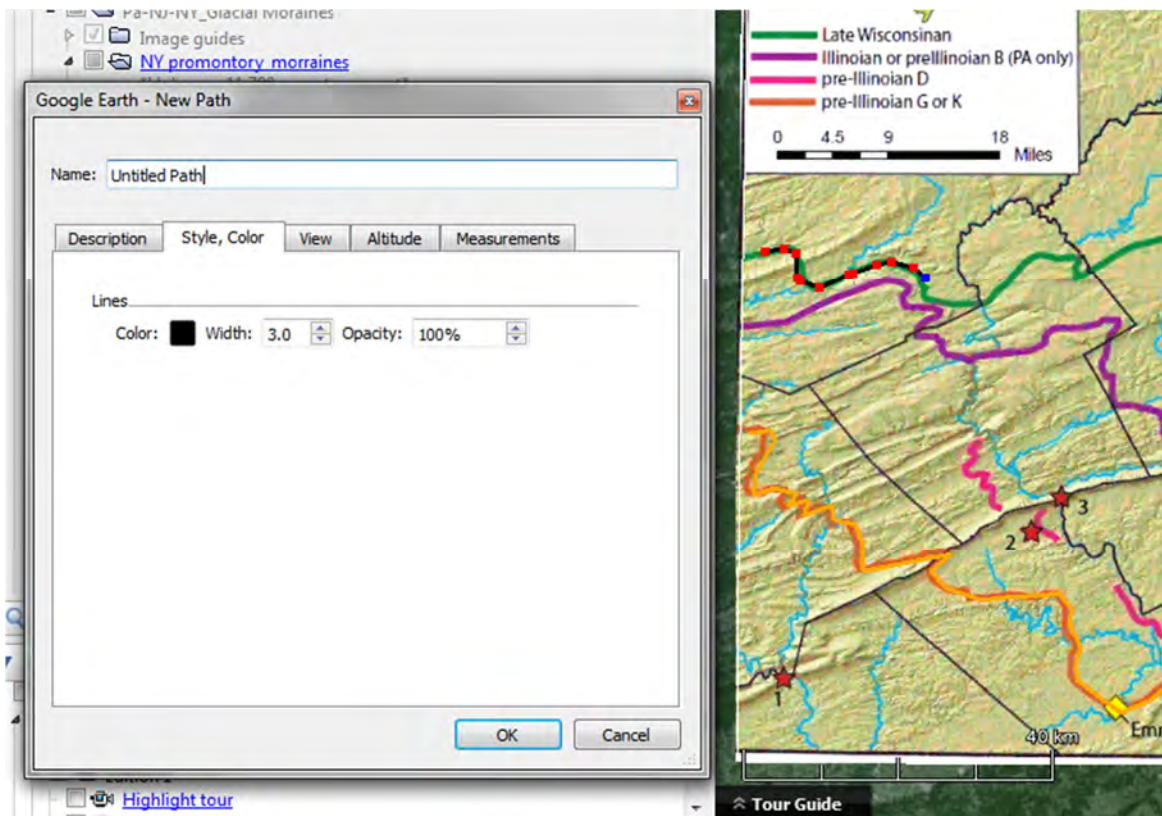 Pa-NJ-NY_Glacial Moraines
Image guides
NY promontory morraines
Google Earth - New Path
Name: Untitled Path
Description Style, Color View Altitude Measurements
Lines
Color: Width: 3.0 Opacity: 100%
OK Cancel
Edition 1
Highlight tour
Late Wisconsinan
Illinoian or preIllinoian B (PA only)
pre-Illinoian D
pre-Illinoian G or K
0 4.5 9 18
Miles
3
2
1
Emr
40 km
Tour Guide